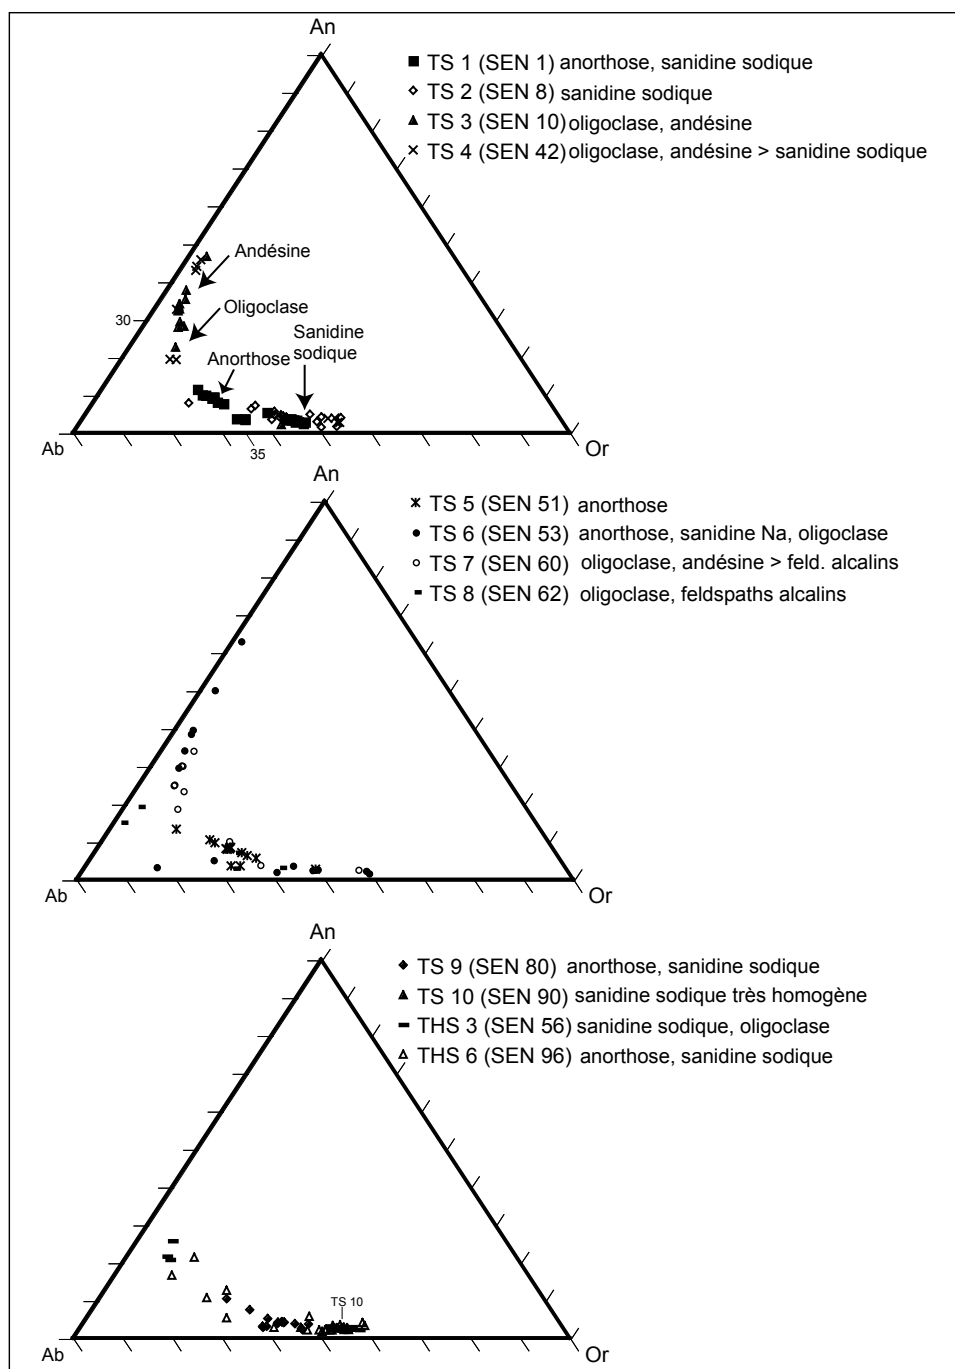 An
TS 1 (SEN 1) anorthose, sanidine sodique
TS 2 (SEN 8) sanidine sodique
TS 3 (SEN 10) oligoclase, andésine
TS 4 (SEN 42) oligoclase, andésine > sanidine sodique
Andésine
Oligoclase
30
Sanidine
sodique
Anorthose
Ab
35
Or
An
TS 5 (SEN 51) anorthose
TS 6 (SEN 53) anorthose, sanidine Na, oligoclase
TS 7 (SEN 60) oligoclase, andésine > feld. alcalins
TS 8 (SEN 62) oligoclase, feldspaths alcalins
Ab
Or
An
TS 9 (SEN 80) anorthose, sanidine sodique
TS 10 (SEN 90) sanidine sodique très homogène
THS 3 (SEN 56) sanidine sodique, oligoclase
THS 6 (SEN 96) anorthose, sanidine sodique
TS 10
Ab
Or